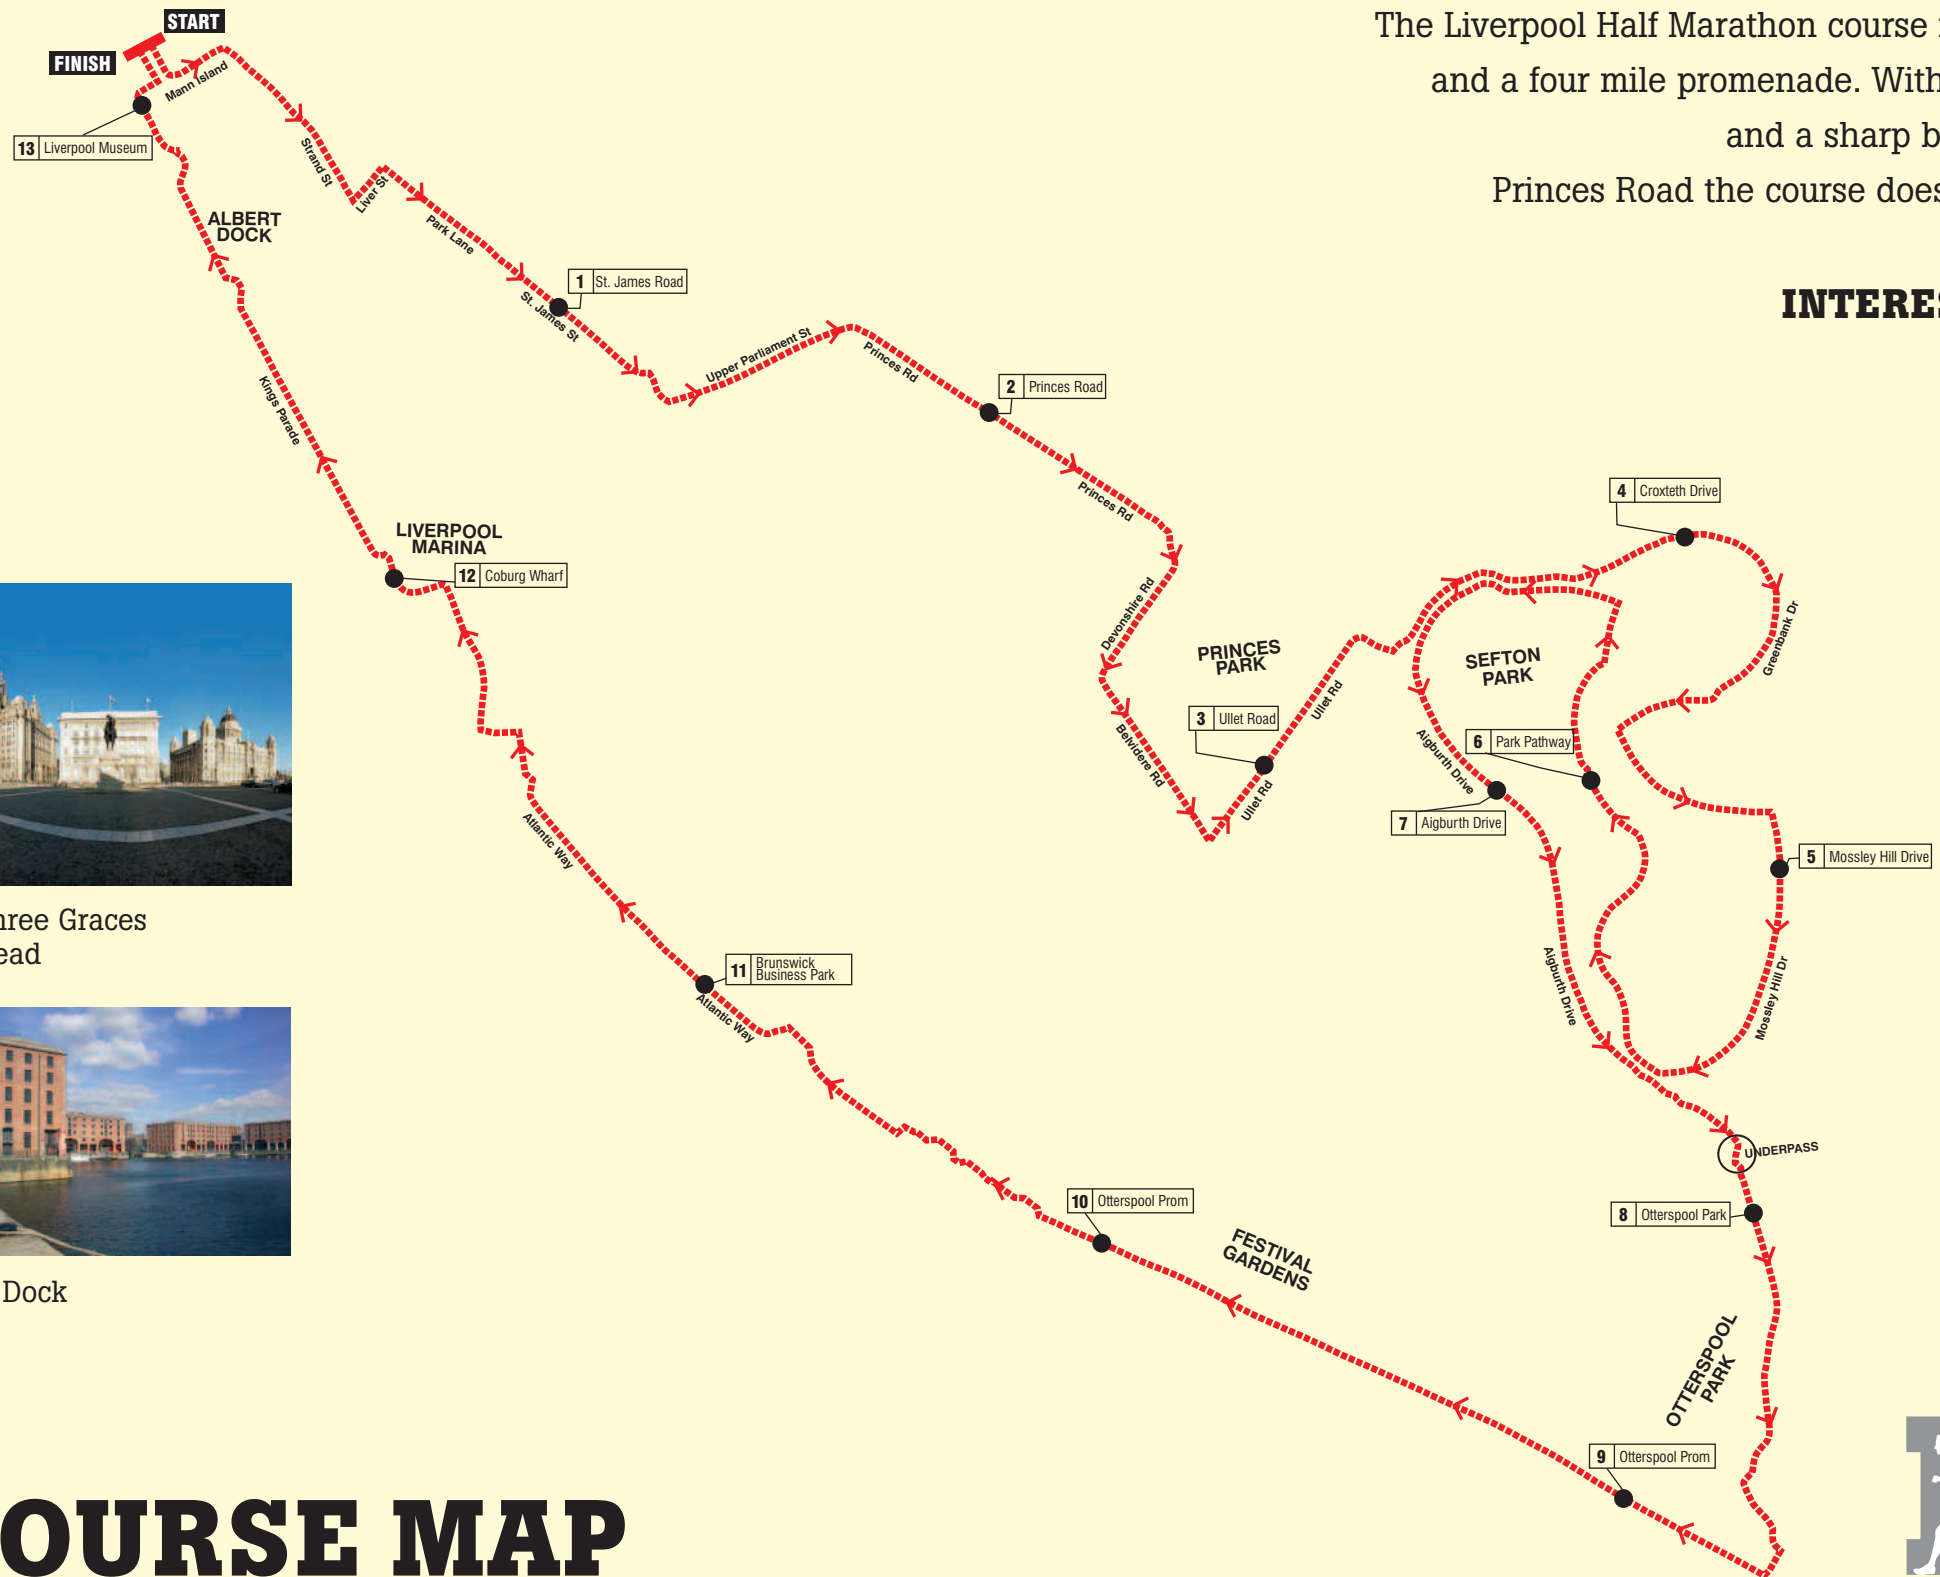 START
FINISH
Mann Island
13 Liverpool Museum
Strand St
Liver St
ALBERT
DOCK
Park Lane
1 St. James Road
St. James St
Upper Parliament St
Princes Rd
2 Princes Road
Princes Rd
Kings Parade
LIVERPOOL
MARINA
12 Coburg Wharf
Devonshire Rd
PRINCES
PARK
Belvidere Rd
3 Ullet Road
Ullet Rd
Ullet Rd
4 Croxteth Drive
Greenbank Dr
SEFTON
PARK
6 Park Pathway
Aigburth Drive
7 Aigburth Drive
5 Mossley Hill Drive
Aigburth Drive
Mossley Hill Dr
UNDERPASS
8 Otterspool Park
OTTERSPOOL
PARK
9 Otterspool Prom
FESTIVAL
GARDENS
10 Otterspool Prom
11 Brunswick
Business Park
Atlantic Way
Atlantic Way
The Liverpool Half Marathon course
and a four mile promenade. With
and a sharp b
Princes Road the course does
INTERES
hree Graces
ead
Dock
OURSE MAP